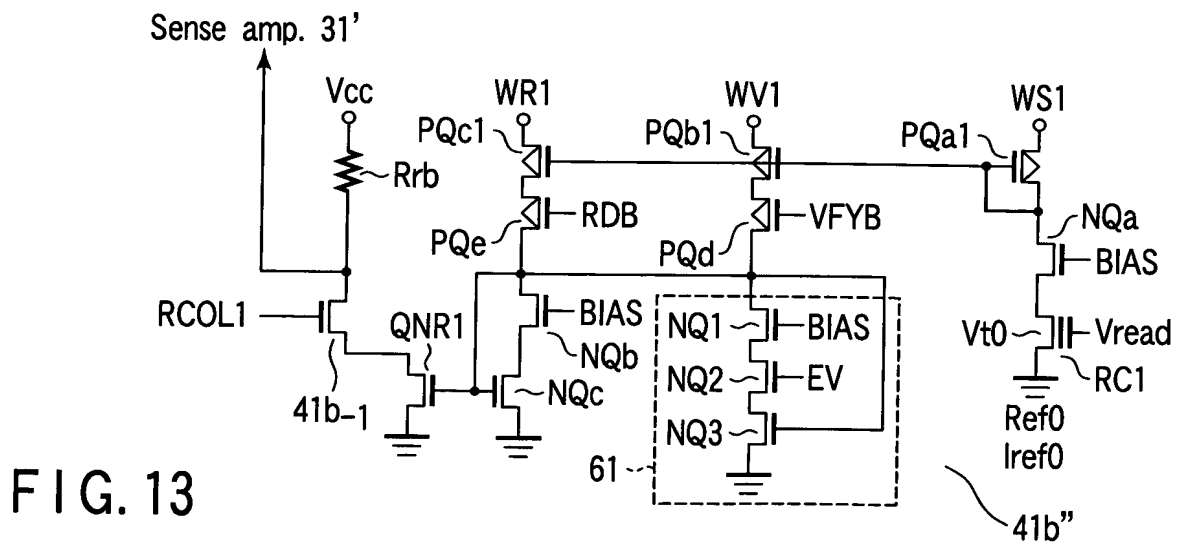 Sense amp. 31'
Vcc
WR1
WV1
WS1
PQc1
PQb1
PQa1
Rrb
RDB
VFYB
NQa
PQe
PQd
BIAS
RCOL1
QNR1
BIAS
NQ1
BIAS
Vt0
Vread
NQb
41b-1
NQc
NQ2
EV
RC1
NQ3
Ref0
Iref0
61
41b"
FIG. 13